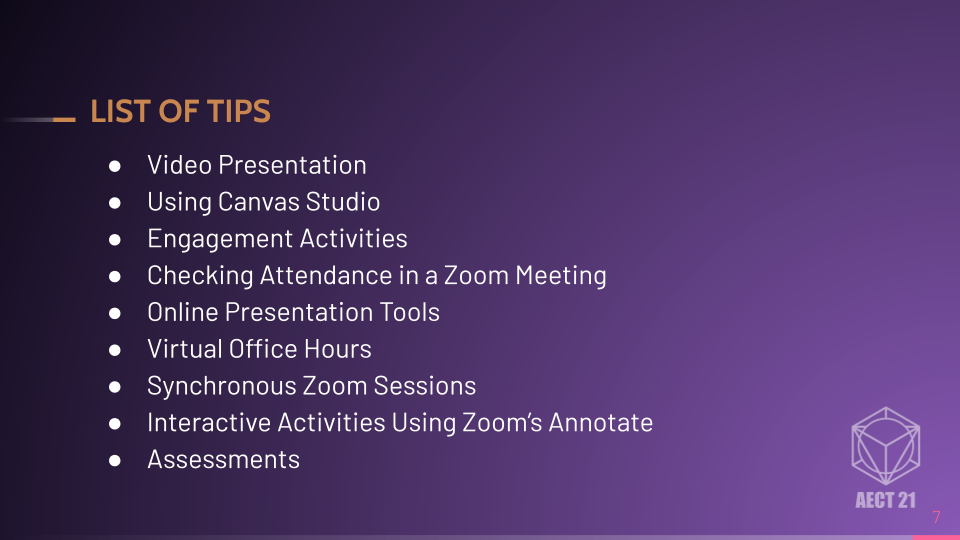 LIST OF TIPS
● Video Presentation
● Using Canvas Studio
● Engagement Activities
● Checking Attendance in a Zoom Meeting
● Online Presentation Tools
● Virtual Office Hours
● Synchronous Zoom Sessions
● Interactive Activities Using Zoom’s Annotate
● Assessments
AECT 21
7